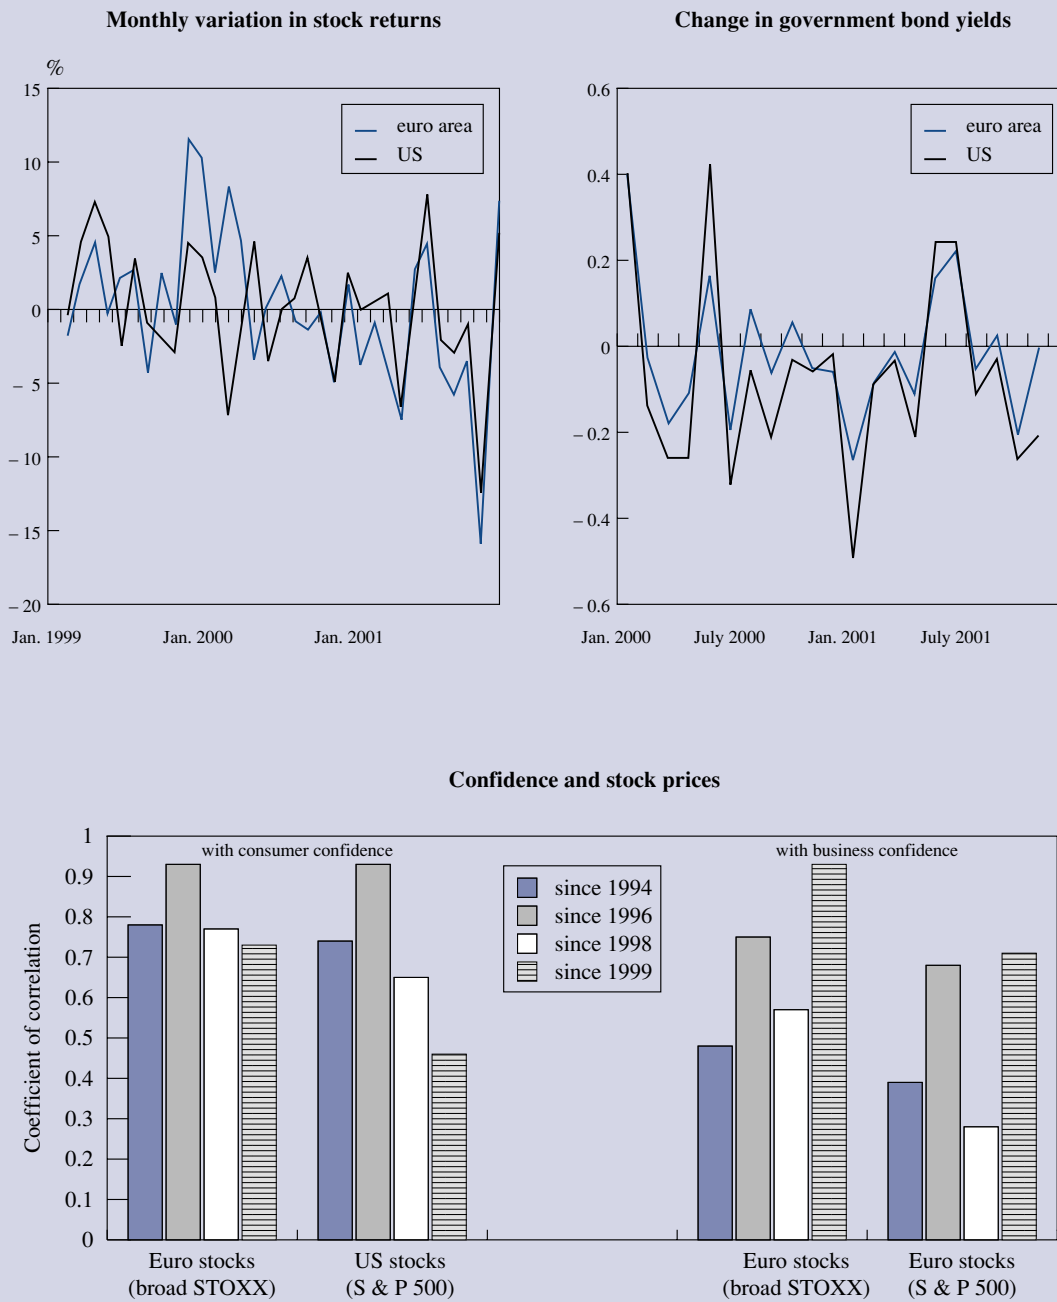 Monthly variation in stock returns
%
15
10
5
0
– 5
– 10
– 15
– 20
euro area
US
Jan. 1999
Jan. 2000
Jan. 2001
Change in government bond yields
0.6
0.4
0.2
0
– 0.2
– 0.4
– 0.6
euro area
US
Jan. 2000
July 2000
Jan. 2001
July 2001
Confidence and stock prices
Coefficient of correlation
1
0.9
0.8
0.7
0.6
0.5
0.4
0.3
0.2
0.1
0
with consumer confidence
with business confidence
since 1994
since 1996
since 1998
since 1999
Euro stocks
(broad STOXX)
US stocks
(S & P 500)
Euro stocks
(broad STOXX)
Euro stocks
(S & P 500)